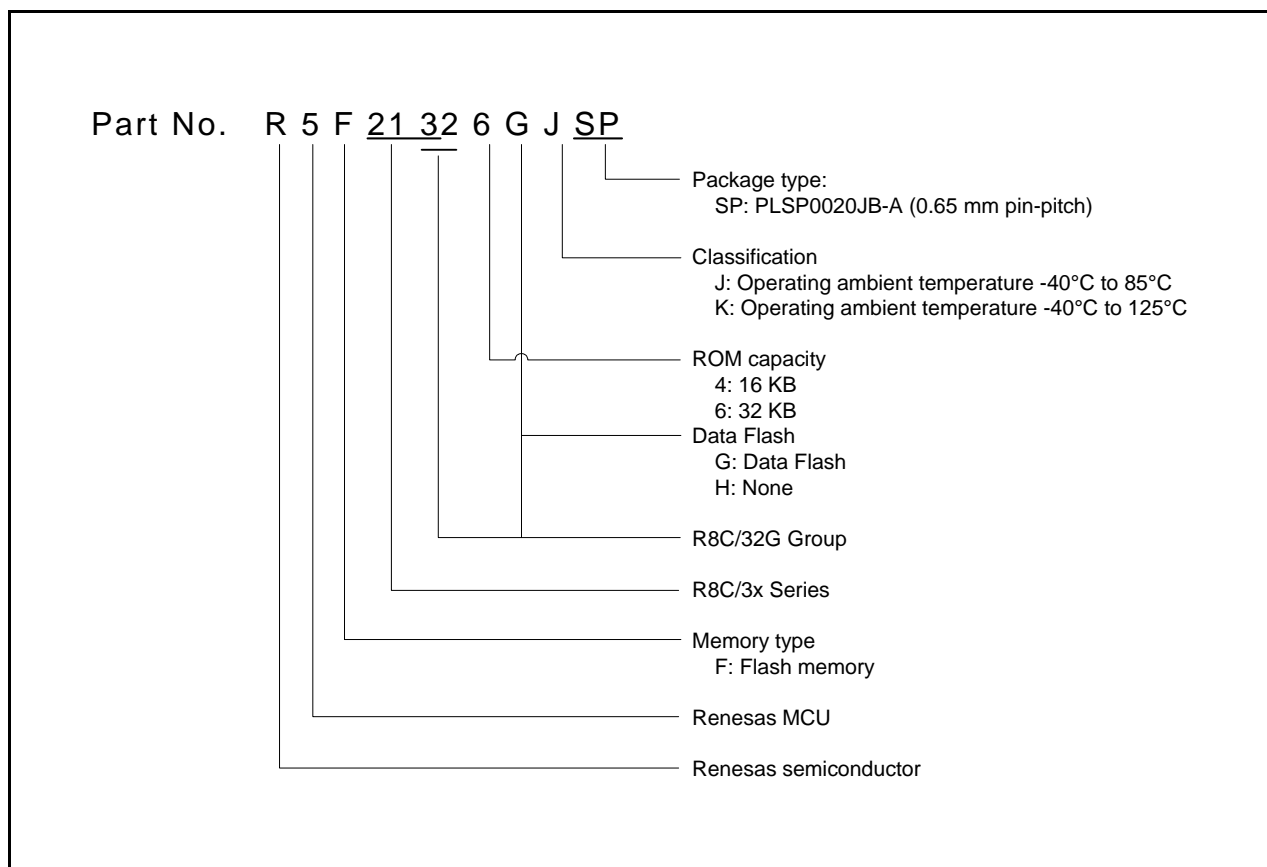 Part No. R 5 F 21 32 6 G J SP
Package type:
SP: PLSP0020JB-A (0.65 mm pin-pitch)
Classification
J: Operating ambient temperature -40°C to 85°C
K: Operating ambient temperature -40°C to 125°C
ROM capacity
4: 16 KB
6: 32 KB
Data Flash
G: Data Flash
H: None
R8C/32G Group
R8C/3x Series
Memory type
F: Flash memory
Renesas MCU
Renesas semiconductor